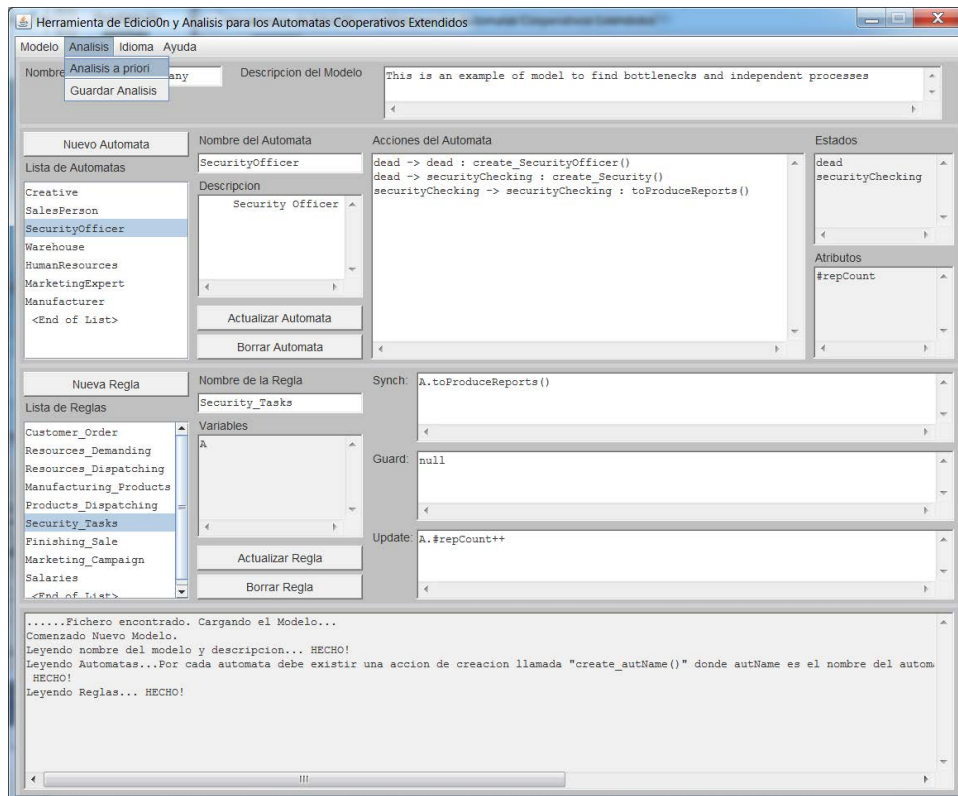 Herramienta de Edicio0n y Analisis para los Automatas Cooperativos Extendidos
Modelo Analisis Idioma Ayuda
Analisis a priori
Guardar Analisis
Nombre
any
Descripcion del Modelo
This is an example of model to find bottlenecks and independent processes
Nuevo Automata
Lista de Automatas
Creative
SalesPerson
SecurityOfficer
Warehouse
HumanResources
MarketingExpert
Manufacturer
<End of List>
Nombre del Automata
SecurityOfficer
Descripcion
Security Officer
Actualizar Automata
Borrar Automata
Acciones del Automata
dead -> dead : create_SecurityOfficer()
dead -> securityChecking : create_Security()
securityChecking -> securityChecking : toProduceReports()
Estados
dead
securityChecking
Atributos
#repCount
Nueva Regla
Lista de Reglas
Customer_Order
Resources_Demanding
Resources_Dispatching
Manufacturing_Products
Products_Dispatching
Security_Tasks
Finishing_Sale
Marketing_Campaign
Salaries
<End of List>
Nombre de la Regla
Security_Tasks
Variables
A
Actualizar Regla
Borrar Regla
Synch: A.toProduceReports()
Guard: null
Update: A.#repCount++
......Fichero encontrado. Cargando el Modelo...
Comenzado Nuevo Modelo.
Leyendo nombre del modelo y descripcion... HECHO!
Leyendo Automatas...Por cada automata debe existir una accion de creacion llamada "create_autName()" donde autName es el nombre del autom
HECHO!
Leyendo Reglas... HECHO!